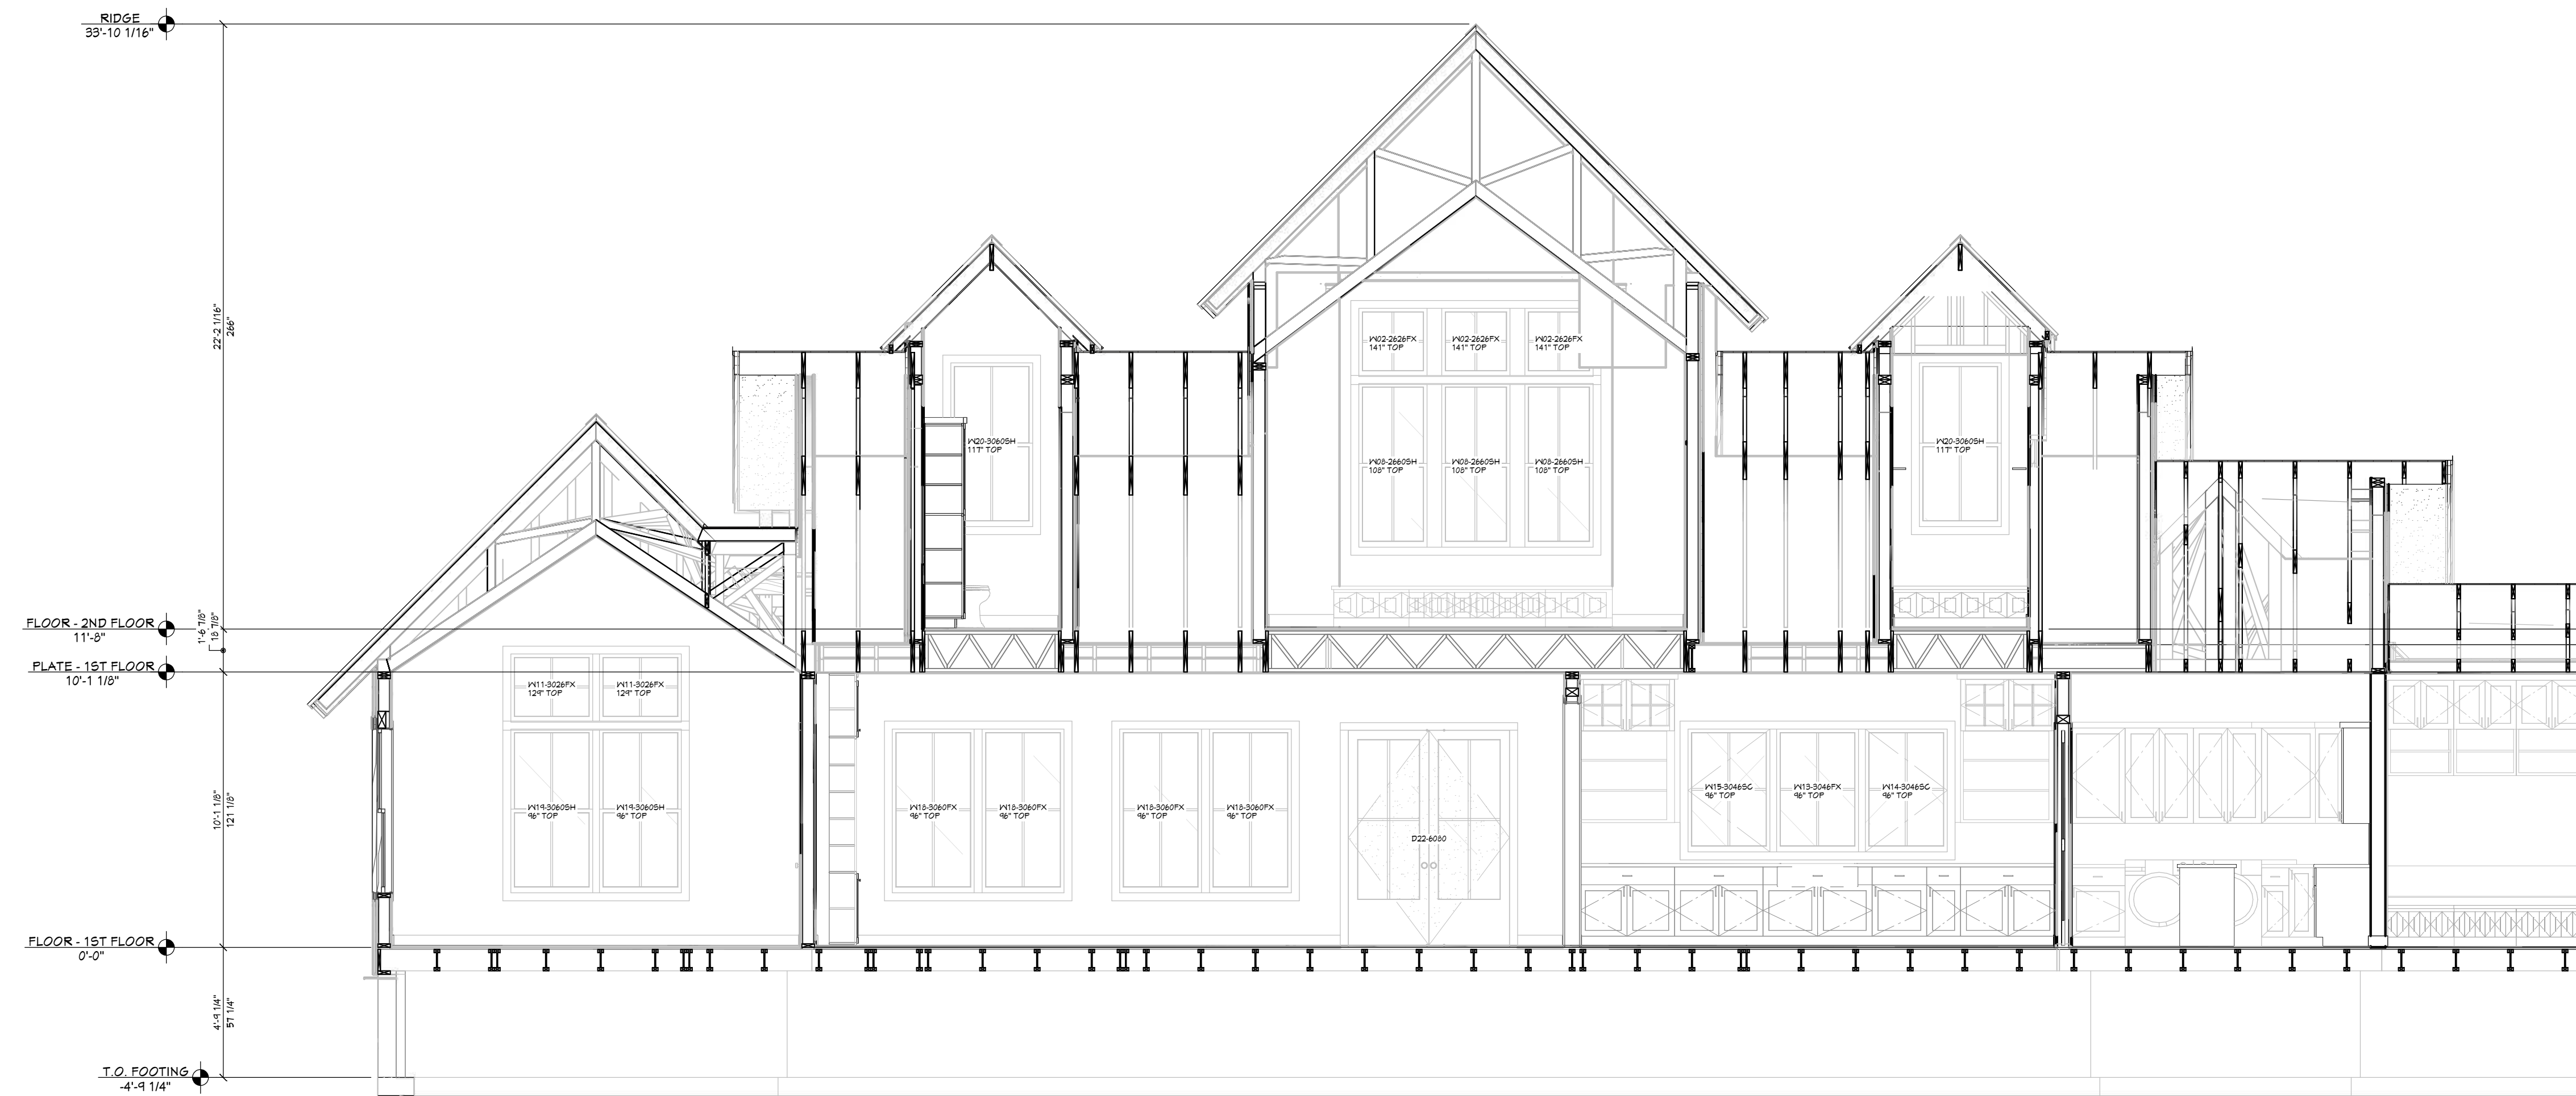 RIDGE
33'-10 1/16"
22'-2 1/16"
266"
W02-2626FX
141" TOP
W02-2626FX
141" TOP
W02-2626FX
141" TOP
W20-3060SH
117" TOP
W20-3060SH
117" TOP
W08-2660SH
108" TOP
W08-2660SH
108" TOP
W08-2660SH
108" TOP
FLOOR - 2ND FLOOR
11'-8"
1'-6 7/8"
18 7/8"
PLATE - 1ST FLOOR
10'-1 1/8"
W11-3026FX
129" TOP
W11-3026FX
129" TOP
10'-1 1/8"
121 1/8"
W19-3060SH
96" TOP
W19-3060SH
96" TOP
W18-3060FX
96" TOP
W18-3060FX
96" TOP
W18-3060FX
96" TOP
W18-3060FX
96" TOP
D22-6080
W15-3046SC
96" TOP
W13-3046FX
96" TOP
W14-3046SC
96" TOP
FLOOR - 1ST FLOOR
0'-0"
4'-9 1/4"
57 1/4"
T.O. FOOTING
-4'-9 1/4"